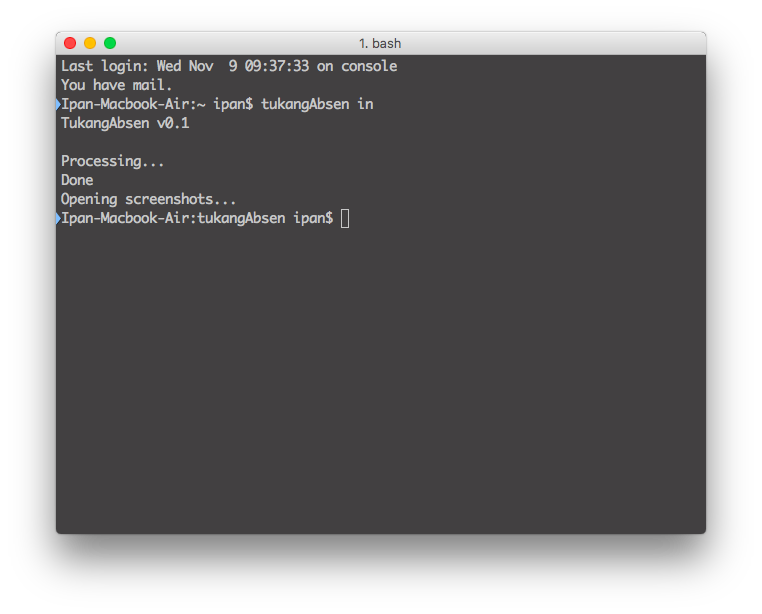 1. bash
Last login: Wed Nov  9 09:37:33 on console
You have mail.
Ipan-Macbook-Air:~ ipan$ tukangAbsen in
TukangAbsen v0.1
Processing...
Done
Opening screenshots...
Ipan-Macbook-Air:tukangAbsen ipan$